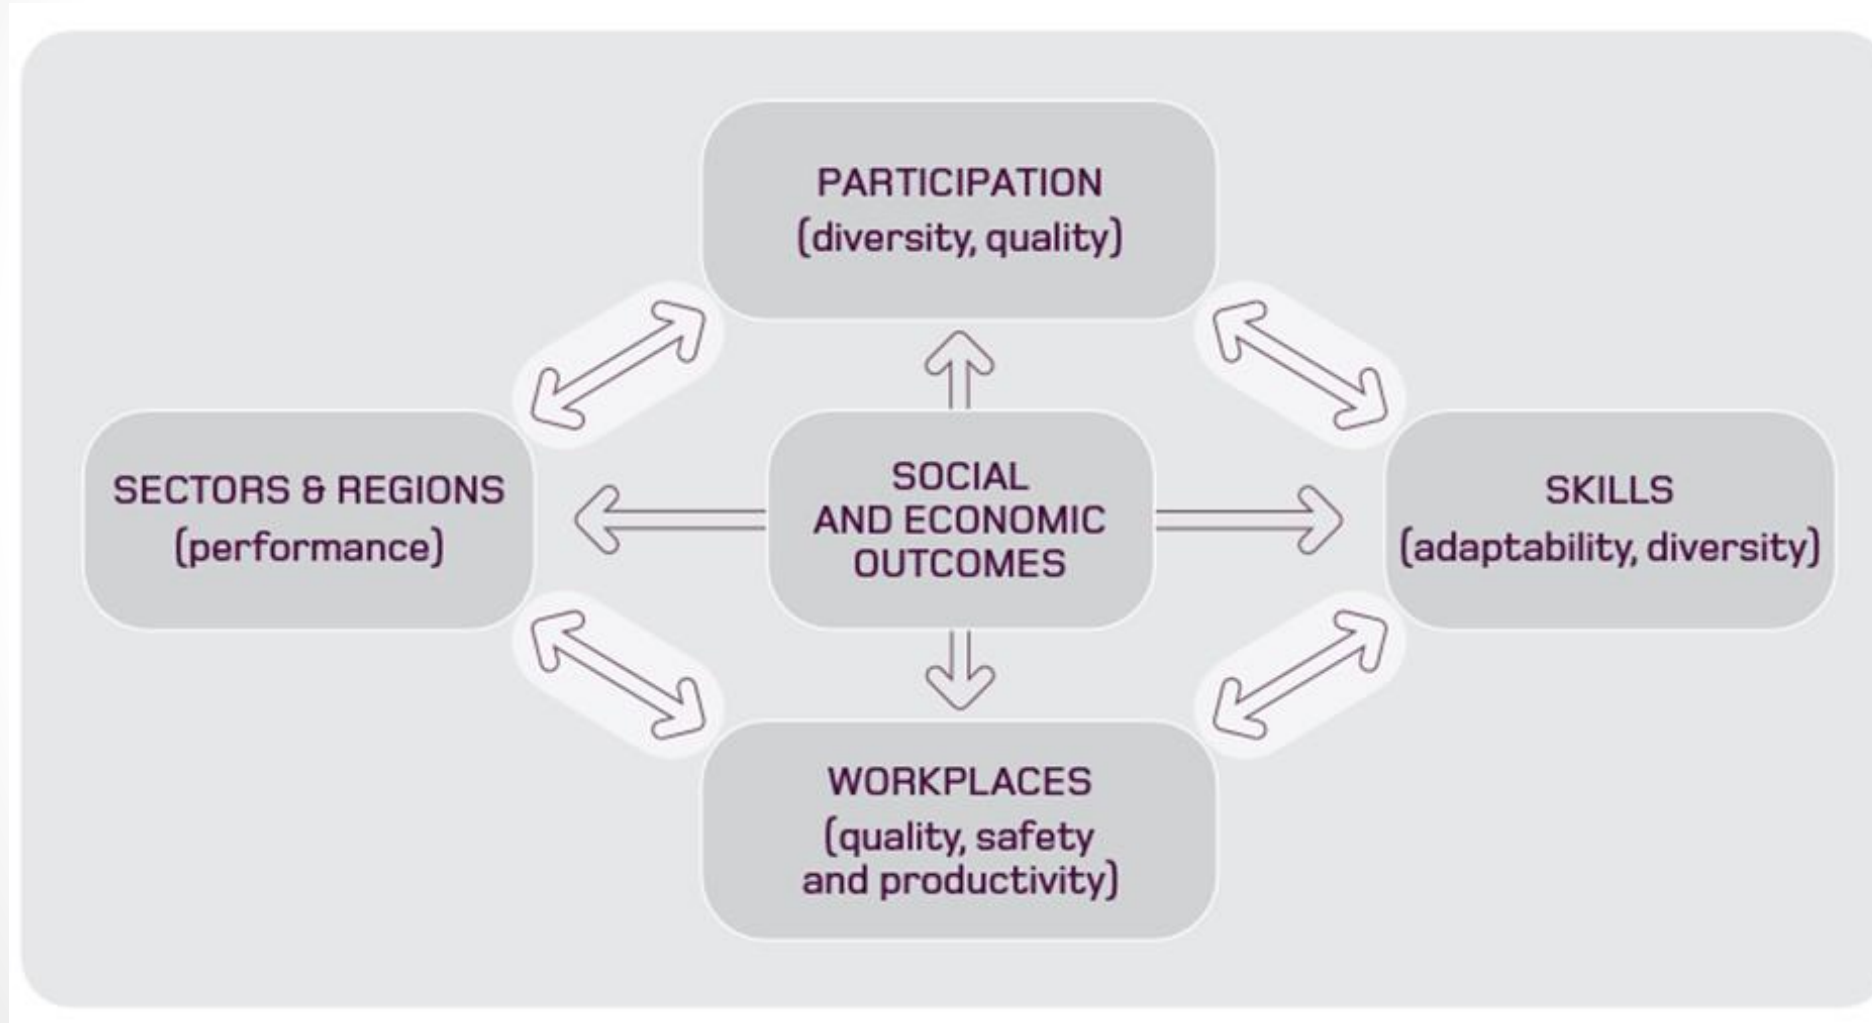 PARTICIPATION
(diversity, quality)
SECTORS & REGIONS
(performance)
SOCIAL
AND ECONOMIC
OUTCOMES
SKILLS
(adaptability, diversity)
WORKPLACES
(quality, safety
and productivity)